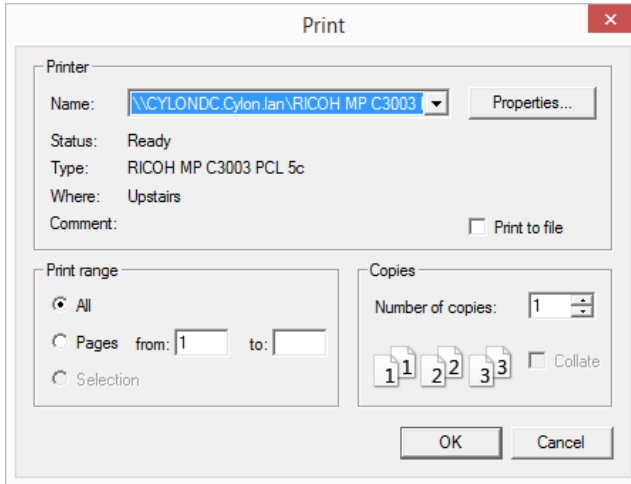 Print
Printer
Name: \\CYLONDC.Cylon.lan\RICOH MP C3003 Properties...
Status: Ready
Type: RICOH MP C3003 PCL 5c
Where: Upstairs
Comment: Print to file
Print range
All
Pages from: 1 to:
Selection
Copies
Number of copies: 1
1 1 2 2 3 3 Collate
OK Cancel